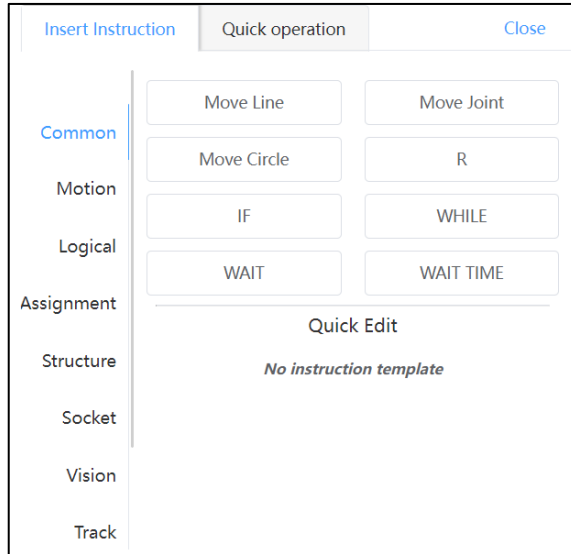 Insert Instruction Quick operation Close
Common
Motion
Logical
Assignment
Structure
Socket
Vision
Track
Move Line Move Joint
Move Circle R
IF WHILE
WAIT WAIT TIME
Quick Edit
No instruction template